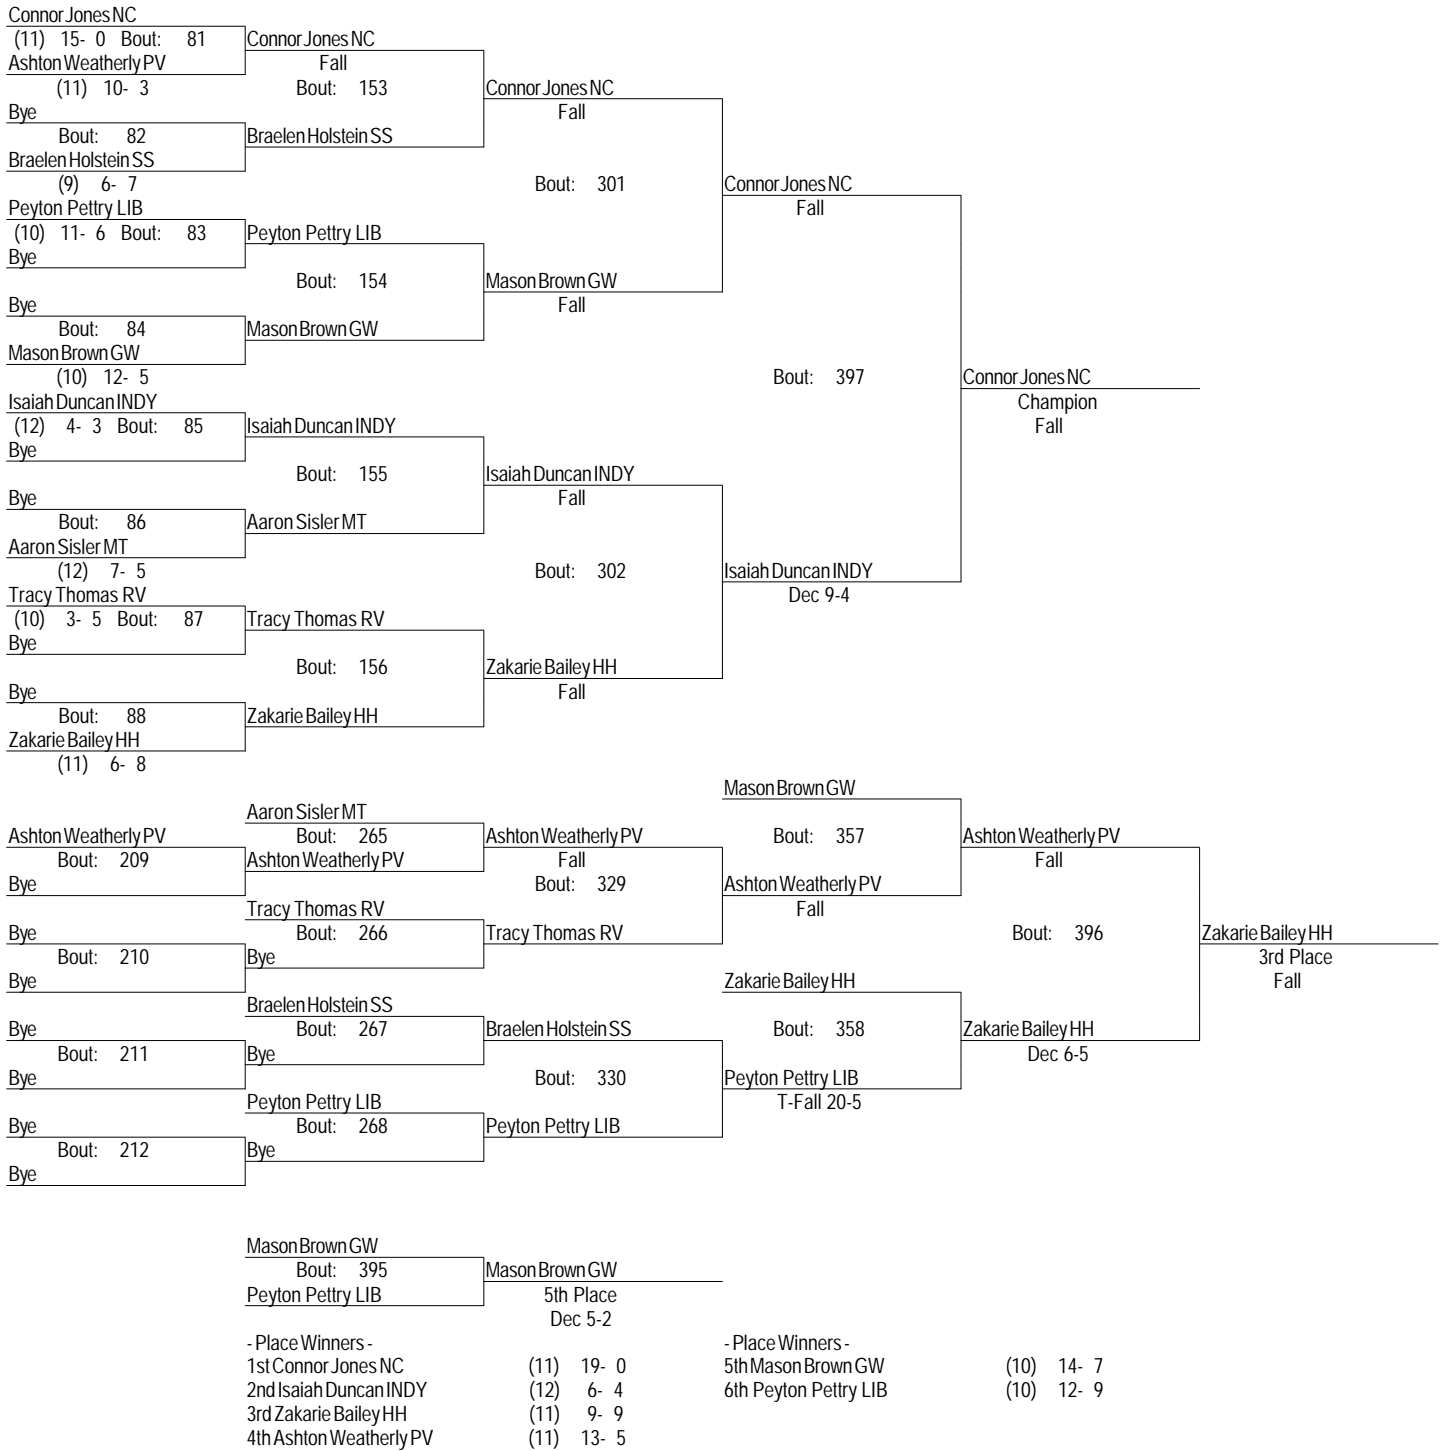 Connor Jones NC
(11) 15- 0 Bout: 81 Connor Jones NC
Ashton Weatherly PV Fall
(11) 10- 3 Bout: 153 Connor Jones NC
Bye Fall
Bout: 82 Braelen Holstein SS
Braelen Holstein SS
(9) 6- 7 Bout: 301 Connor Jones NC
Peyton Pettry LIB Fall
(10) 11- 6 Bout: 83 Peyton Pettry LIB
Bye
Bout: 154 Mason Brown GW
Bye Fall
Bout: 84 Mason Brown GW
Mason Brown GW
(10) 12- 5 Bout: 397 Connor Jones NC
Isaiah Duncan INDY Champion
(12) 4- 3 Bout: 85 Isaiah Duncan INDY Fall
Bye
Bout: 155 Isaiah Duncan INDY
Bye Fall
Bout: 86 Aaron Sisler MT
Aaron Sisler MT
(12) 7- 5 Bout: 302 Isaiah Duncan INDY
Tracy Thomas RV Dec 9-4
(10) 3- 5 Bout: 87 Tracy Thomas RV
Bye
Bout: 156 Zakarie Bailey HH
Bye Fall
Bout: 88 Zakarie Bailey HH
Zakarie Bailey HH
(11) 6- 8
Mason Brown GW
Aaron Sisler MT
Ashton Weatherly PV Bout: 265 Ashton Weatherly PV Bout: 357 Ashton Weatherly PV
Bout: 209 Ashton Weatherly PV Fall Fall
Bye Bout: 329 Ashton Weatherly PV
Tracy Thomas RV Fall
Bye Bout: 266 Tracy Thomas RV Bout: 396 Zakarie Bailey HH
Bout: 210 Bye 3rd Place
Bye Zakarie Bailey HH Fall
Braelen Holstein SS
Bye Bout: 267 Braelen Holstein SS Bout: 358 Zakarie Bailey HH
Bout: 211 Bye Dec 6-5
Bye Bout: 330 Peyton Pettry LIB
Peyton Pettry LIB T-Fall 20-5
Bye Bout: 268 Peyton Pettry LIB
Bout: 212 Bye
Bye
Mason Brown GW
Bout: 395 Mason Brown GW
Peyton Pettry LIB 5th Place
Dec 5-2
- Place Winners - - Place Winners -
1st Connor Jones NC (11) 19- 0 5th Mason Brown GW (10) 14- 7
2nd Isaiah Duncan INDY (12) 6- 4 6th Peyton Pettry LIB (10) 12- 9
3rd Zakarie Bailey HH (11) 9- 9
4th Ashton Weatherly PV (11) 13- 5